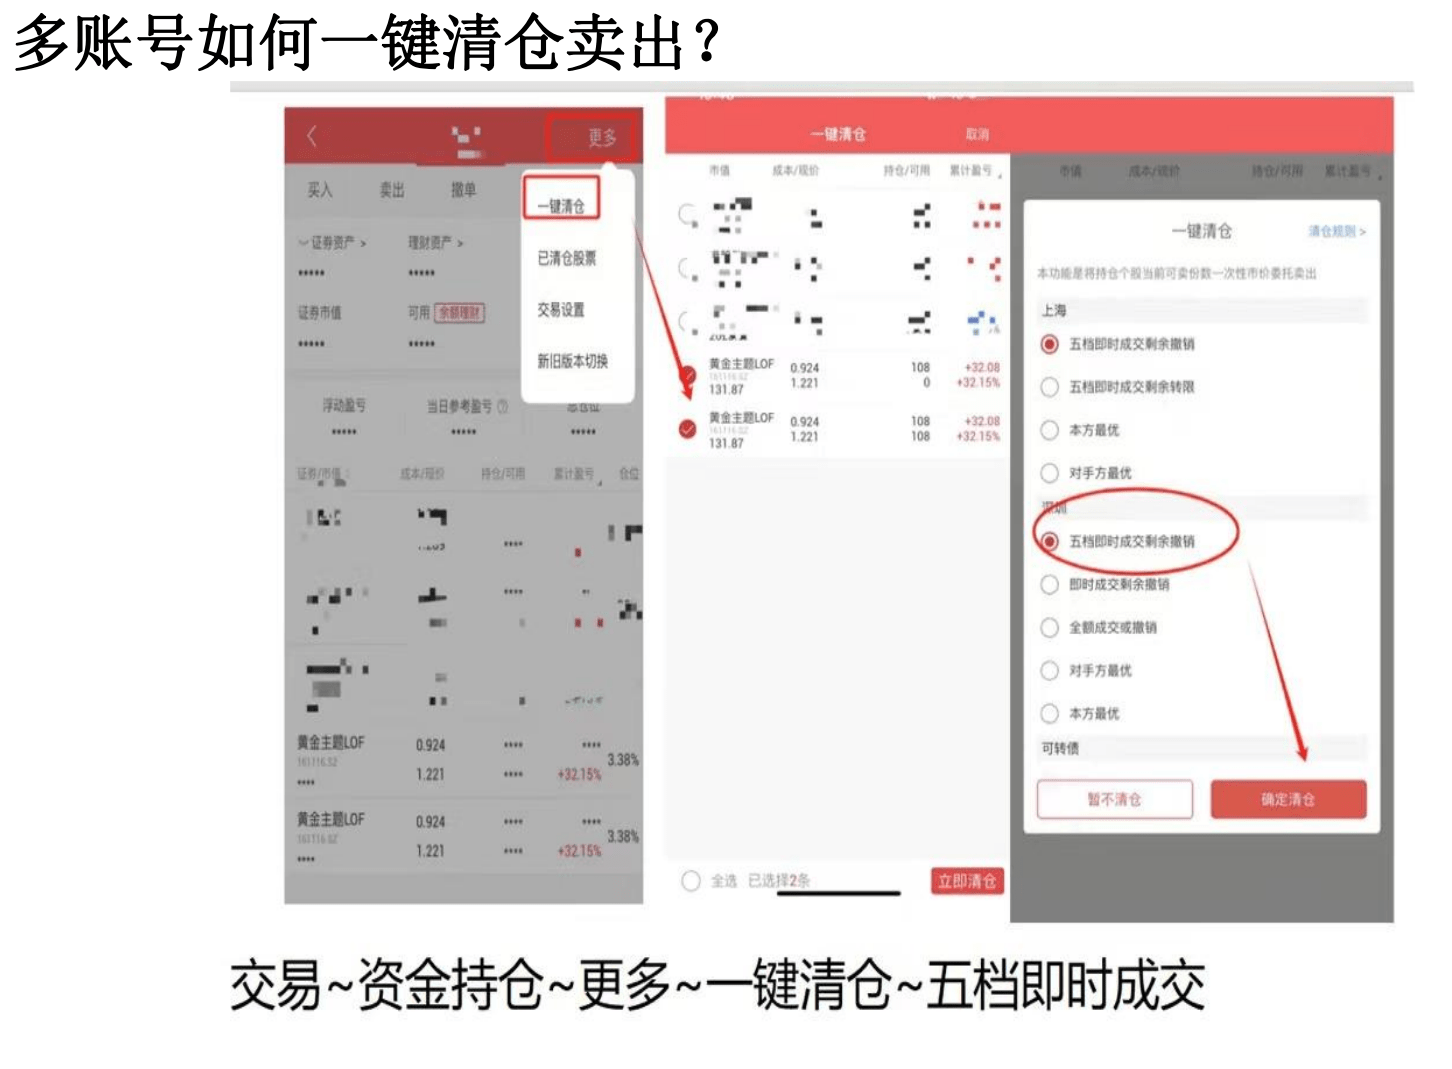 多账号如何一键清仓卖出？
更多
买入 卖出 撤单
一键清仓
已清仓股票
交易设置
新旧版本切换
证券资产 > 理财资产 >
***** *****
证券市值 可用 余额理财
***** *****
浮动盈亏 当日参考盈亏
***** ***** *****
证券/市值 成本/现价 持仓/可用 累计盈亏 仓位
黄金主题LOF 0.924 **** ****
161116.SZ 3.38%
**** 1.221 **** +32.15%
黄金主题LOF 0.924 **** ****
161116.SZ 3.38%
**** 1.221 **** +32.15%
一键清仓 取消
市值 成本/现价 持仓/可用 累计盈亏
黄金主题LOF 0.924 108 +32.08
161116.SZ
131.87 1.221 0 +32.15%
黄金主题LOF 0.924 108 +32.08
161116.SZ
131.87 1.221 108 +32.15%
全选 已选择2条 立即清仓
市值 成本/现价 持仓/可用 累计盈亏
一键清仓 清仓规则 >
本功能是将持仓个股当前可卖份数一次性市价委托卖出
上海
五档即时成交剩余撤销
五档即时成交剩余转限
本方最优
对手方最优
深圳
五档即时成交剩余撤销
即时成交剩余撤销
全额成交或撤销
对手方最优
本方最优
可转债
暂不清仓 确定清仓
交易~资金持仓~更多~一键清仓~五档即时成交